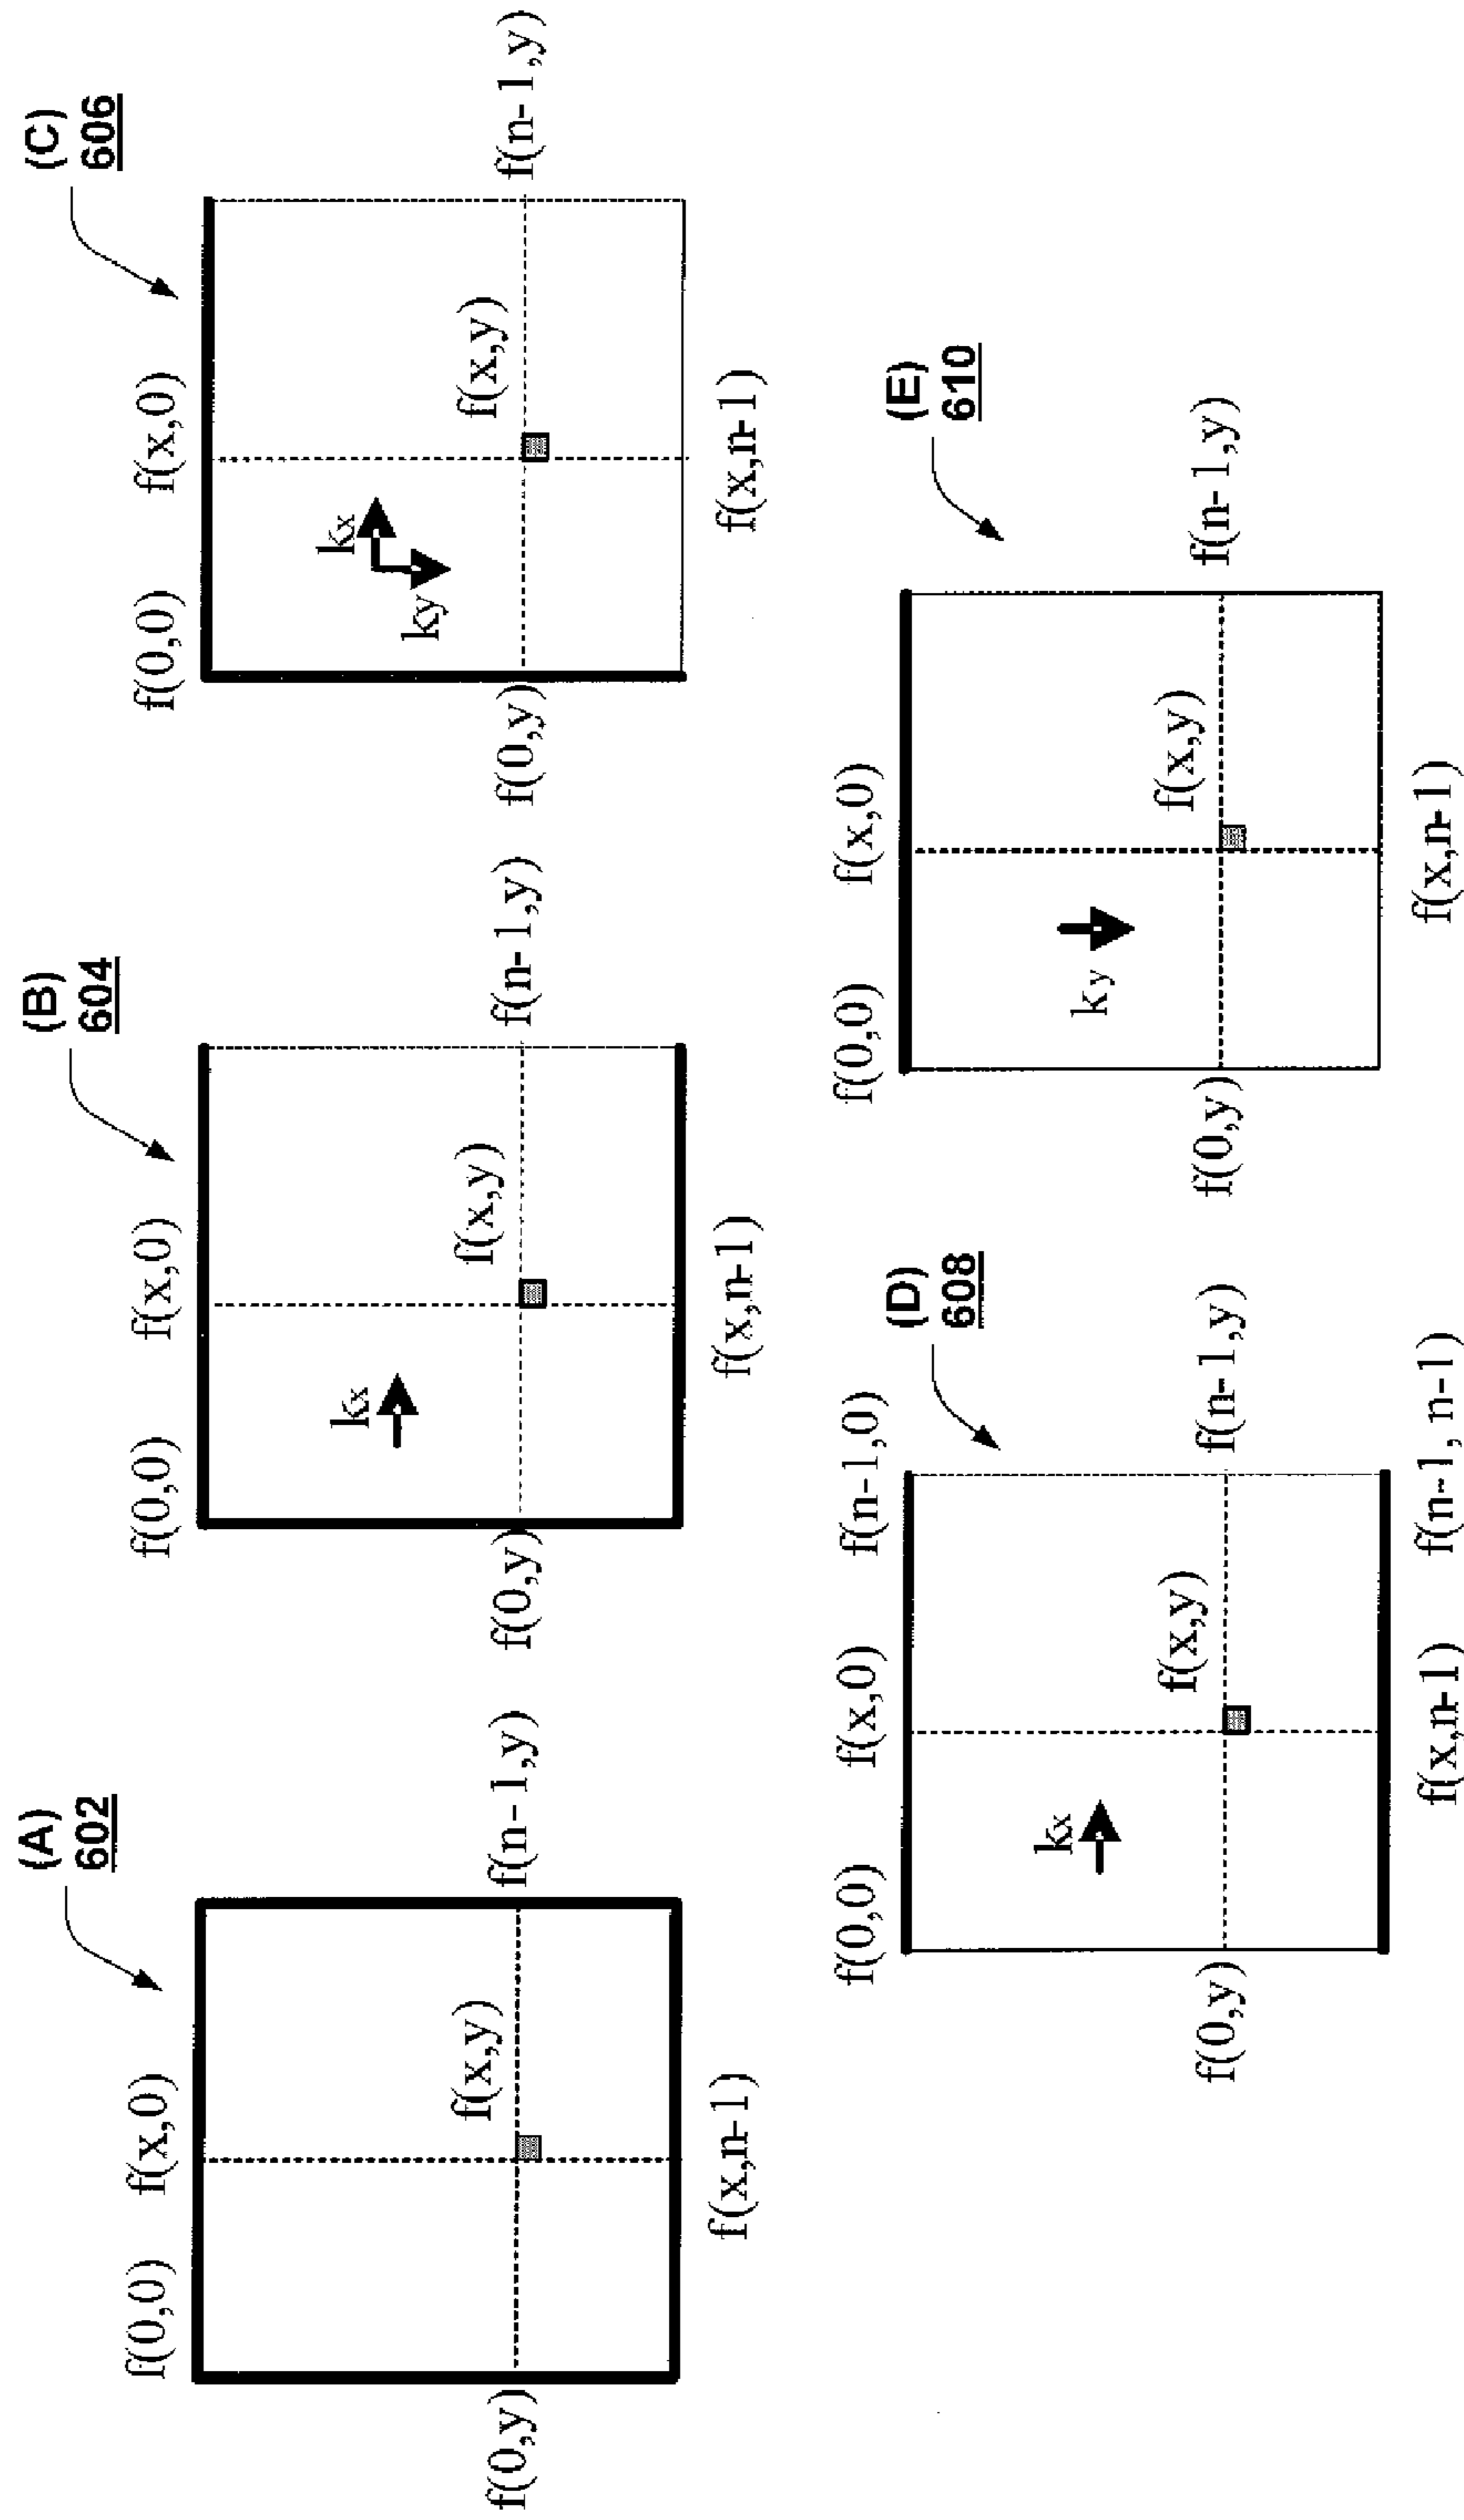 (A)
602
f(0,0)
f(x,0)
f(x,y)
f(0,y)
f(n-1,y)
f(x,n-1)
(B)
604
f(0,0)
f(x,0)
kx
f(x,y)
f(0,y)
f(n-1,y)
f(x,n-1)
(C)
606
f(0,0)
f(x,0)
kx
ky
f(x,y)
f(0,y)
f(n-1,y)
f(x,n-1)
(D)
608
f(0,0)
f(x,0)
f(n-1,0)
kx
f(x,y)
f(0,y)
f(n-1,y)
f(x,n-1)
f(n-1, n-1)
(E)
610
f(0,0)
f(x,0)
ky
f(x,y)
f(0,y)
f(n-1,y)
f(x,n-1)